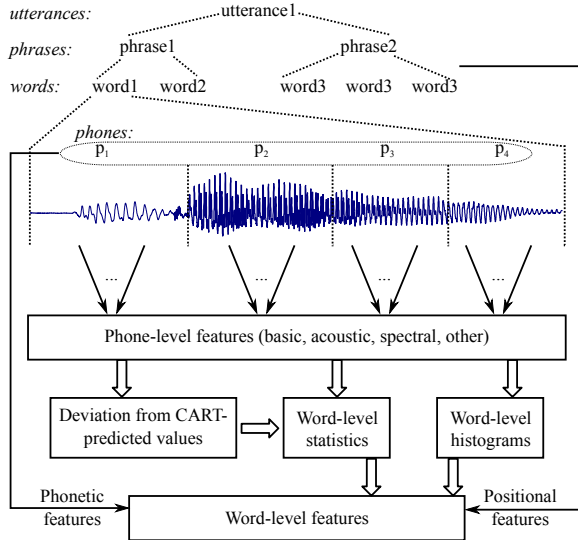 utterances: utterance1
phrases: phrase1 phrase2
words: word1 word2 word3 word3 word3
phones:
p₁ p₂ p₃ p₄
... ... ... ...
Phone-level features (basic, acoustic, spectral, other)
Deviation from CART-
predicted values
Word-level
statistics
Word-level
histograms
Phonetic
features
Word-level features
Positional
features